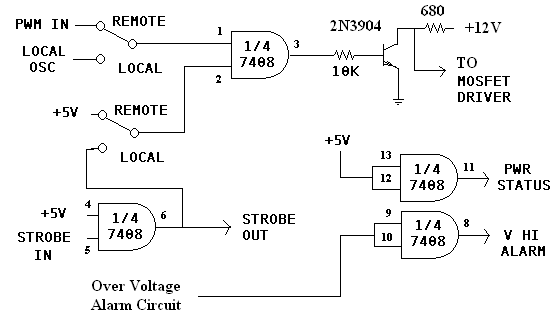 2N3904
680
PWM IN
REMOTE
+12V
LOCAL
OSC
LOCAL
1
2
1/4
7408
3
10K
TO
MOSFET
DRIVER
+5V
REMOTE
LOCAL
+5V
13
12
1/4
7408
11
PWR
STATUS
+5V
4
STROBE
IN
5
1/4
7408
6
STROBE
OUT
9
10
1/4
7408
8
V HI
ALARM
Over Voltage
Alarm Circuit